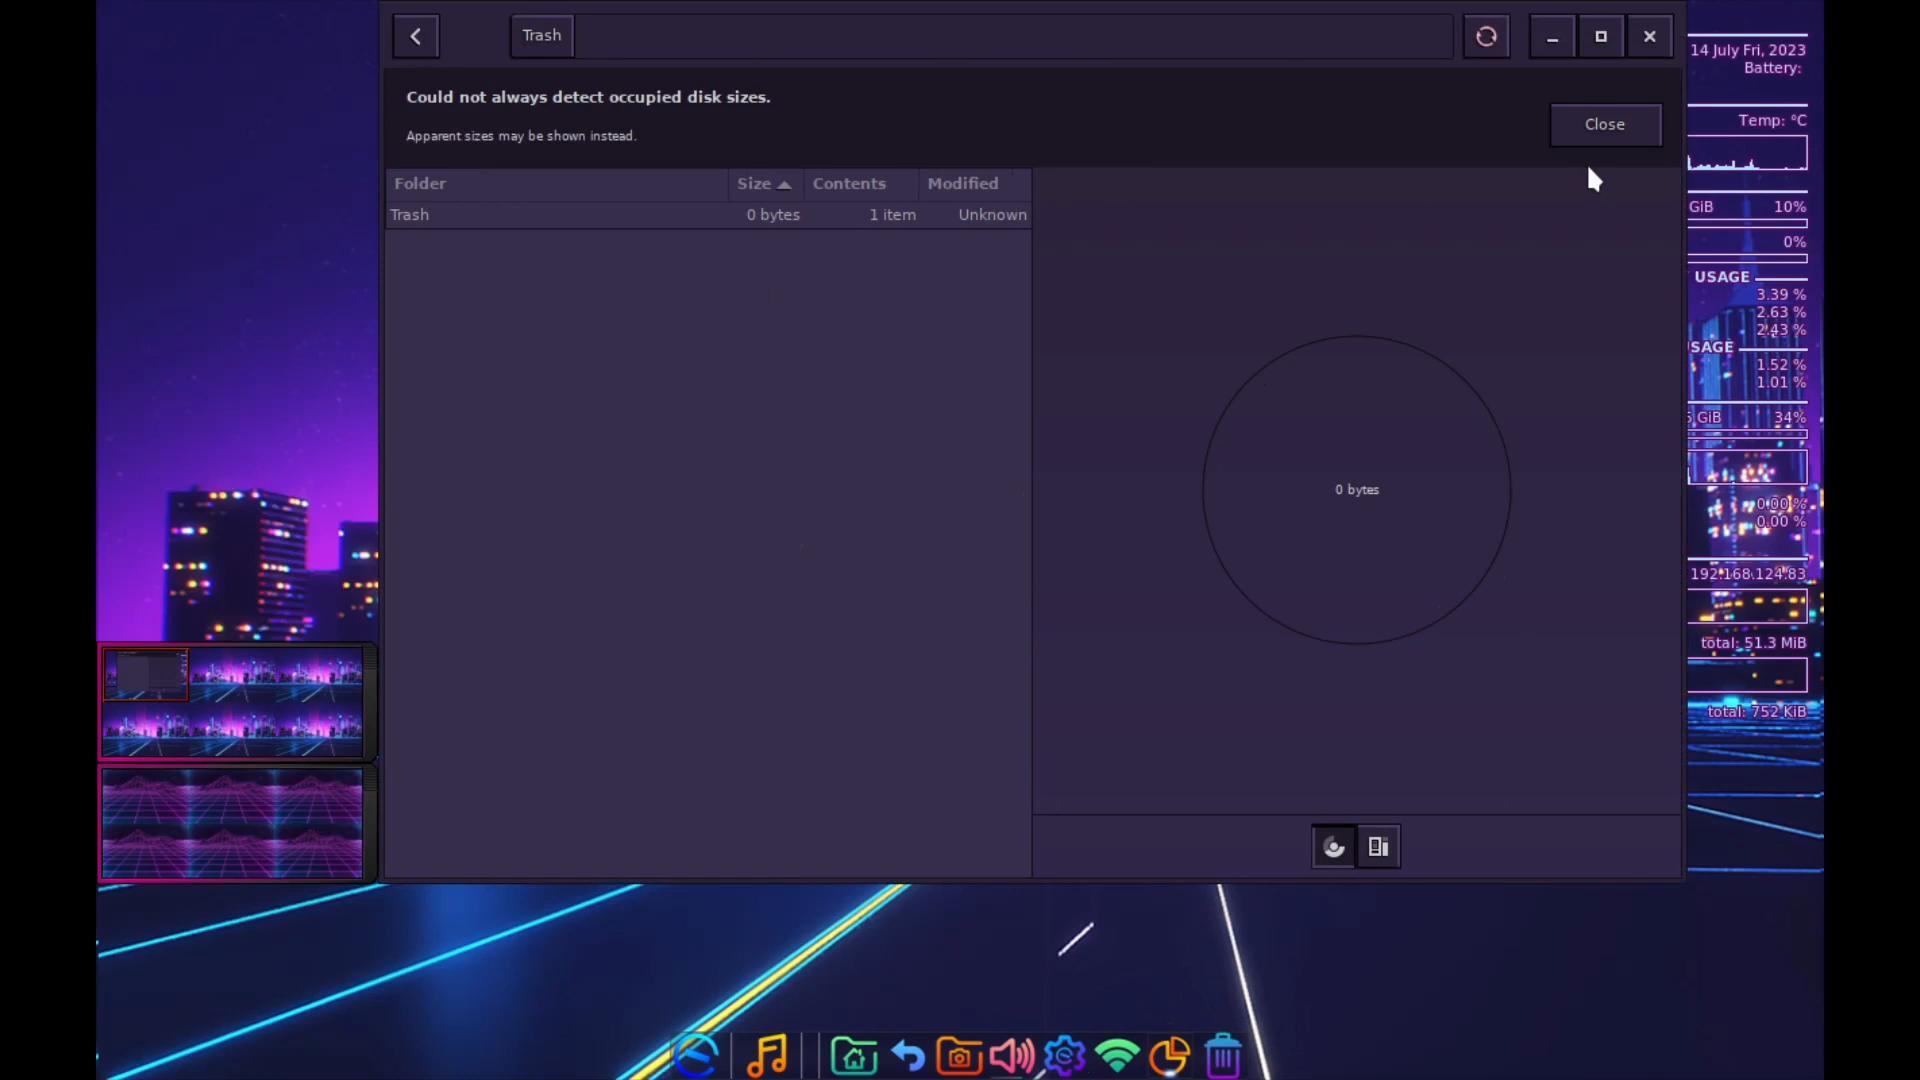 Trash
Could not always detect occupied disk sizes.
Apparent sizes may be shown instead.
Close
Folder Size Contents Modified
Trash 0 bytes 1 item Unknown
0 bytes
14 July Fri, 2023
Battery:
Temp: °C
GiB 10%
0%
USAGE
3.39 %
2.63 %
2.43 %
USAGE
1.52 %
1.01 %
GiB 34%
0.00 %
0.00 %
192.168.124.83
total: 51.3 MiB
total: 752 KiB